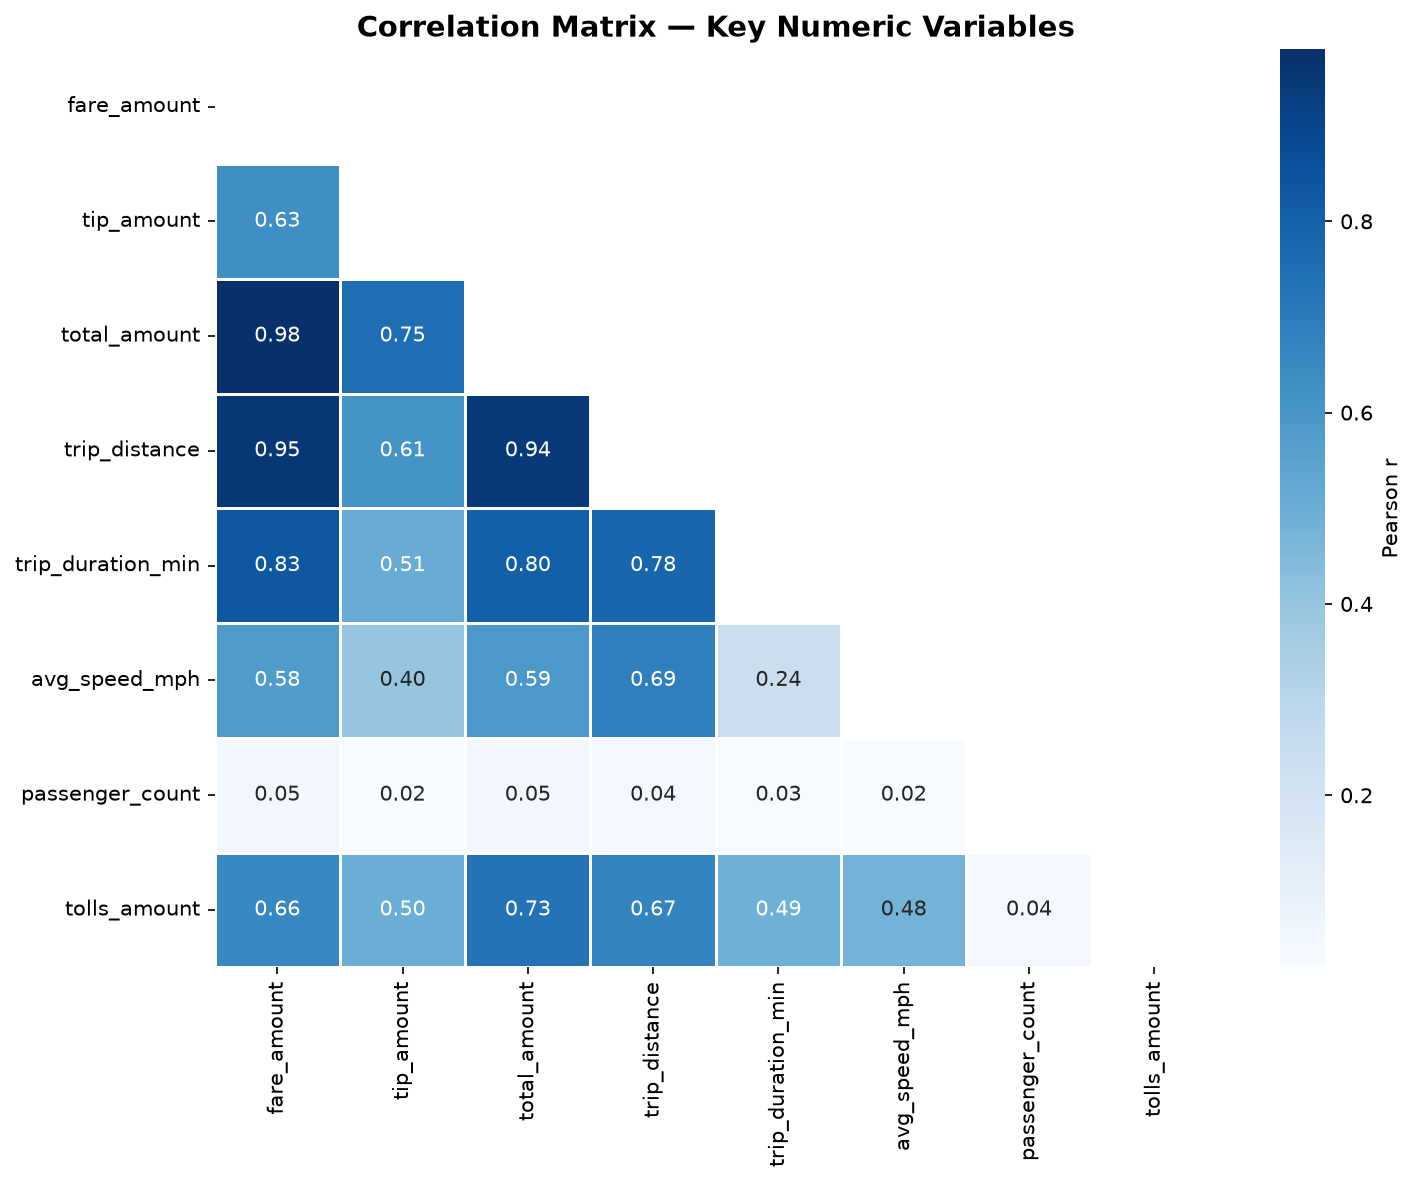 Correlation Matrix — Key Numeric Variables
fare_amount
tip_amount
0.63
total_amount
0.98 0.75
trip_distance
0.95 0.61 0.94
trip_duration_min
0.83 0.51 0.80 0.78
avg_speed_mph
0.58 0.40 0.59 0.69 0.24
passenger_count
0.05 0.02 0.05 0.04 0.03 0.02
tolls_amount
0.66 0.50 0.73 0.67 0.49 0.48 0.04
fare_amount
tip_amount
total_amount
trip_distance
trip_duration_min
avg_speed_mph
passenger_count
tolls_amount
0.8
0.6
0.4
0.2
Pearson r